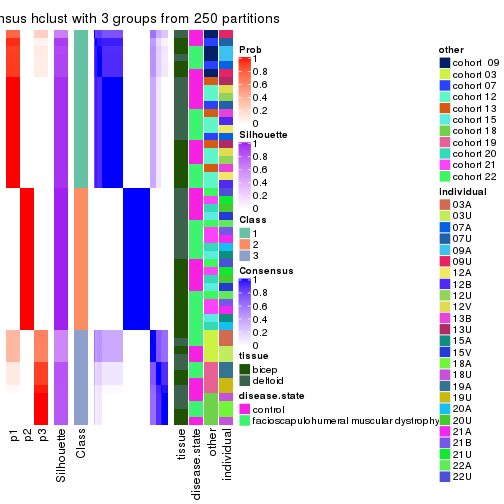 nsus hclust with 3 groups from 250 partitions
Prob
1
0.8
0.6
0.4
0.2
0
Silhouette
1
0.8
0.6
0.4
0.2
0
Class
1
2
3
Consensus
1
0.8
0.6
0.4
0.2
0
tissue
bicep
deltoid
disease.state
control
facioscapulohumeral muscular dystrophy
other
cohort 09
cohort 03
cohort 07
cohort 12
cohort 13
cohort 15
cohort 18
cohort 19
cohort 20
cohort 21
cohort 22
individual
03A
03U
07A
07U
09A
09U
12A
12B
12U
12V
13B
13U
15A
15V
18A
18U
19A
19U
20A
20U
21A
21B
21U
22A
22U
p1
p2
p3
Silhouette
Class
tissue
disease.state
other
individual